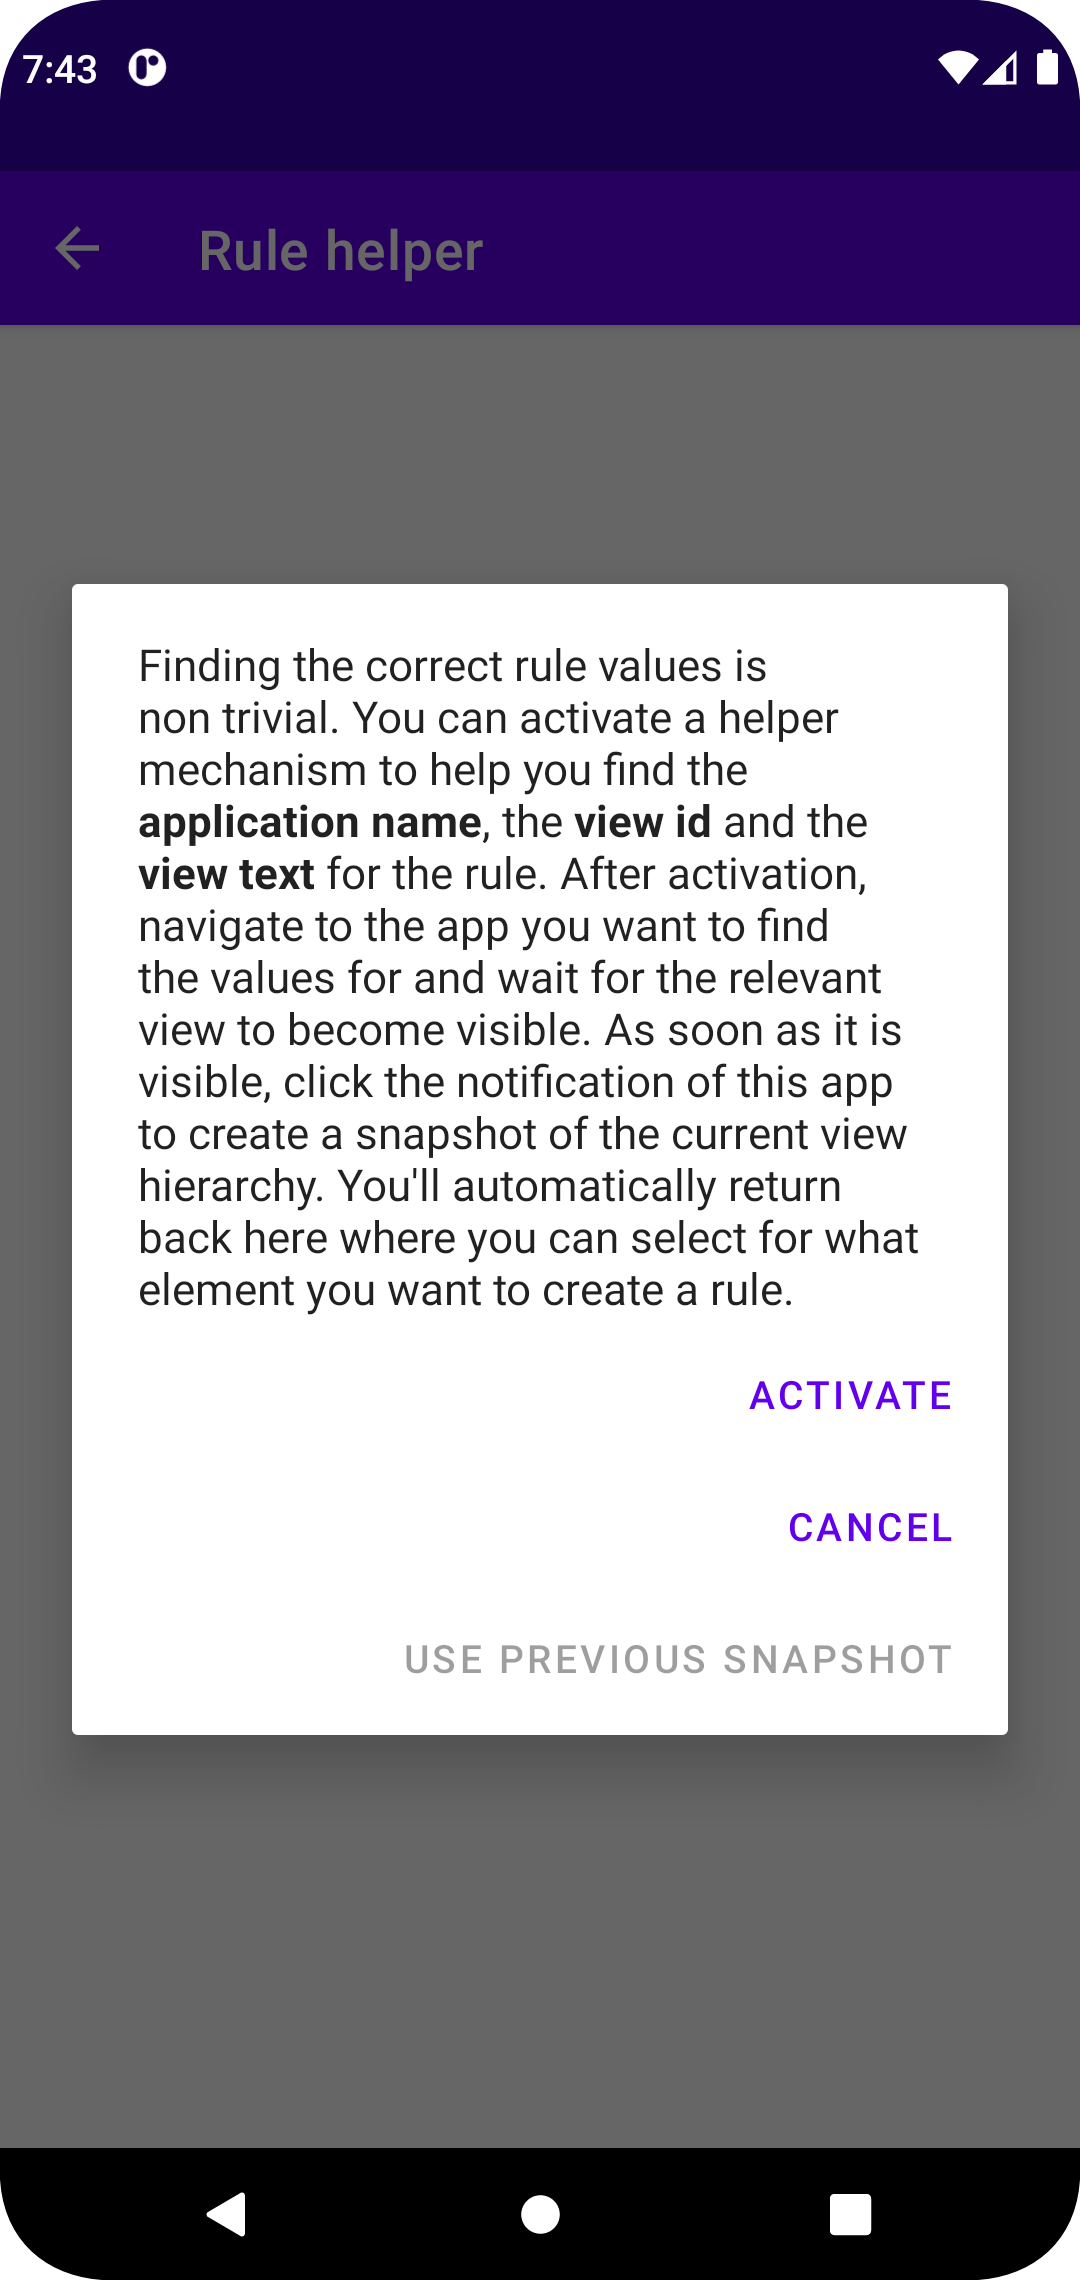 7:43
Rule helper
Finding the correct rule values is
non trivial. You can activate a helper
mechanism to help you find the
application name, the view id and the
view text for the rule. After activation,
navigate to the app you want to find
the values for and wait for the relevant
view to become visible. As soon as it is
visible, click the notification of this app
to create a snapshot of the current view
hierarchy. You'll automatically return
back here where you can select for what
element you want to create a rule.
ACTIVATE
CANCEL
USE PREVIOUS SNAPSHOT